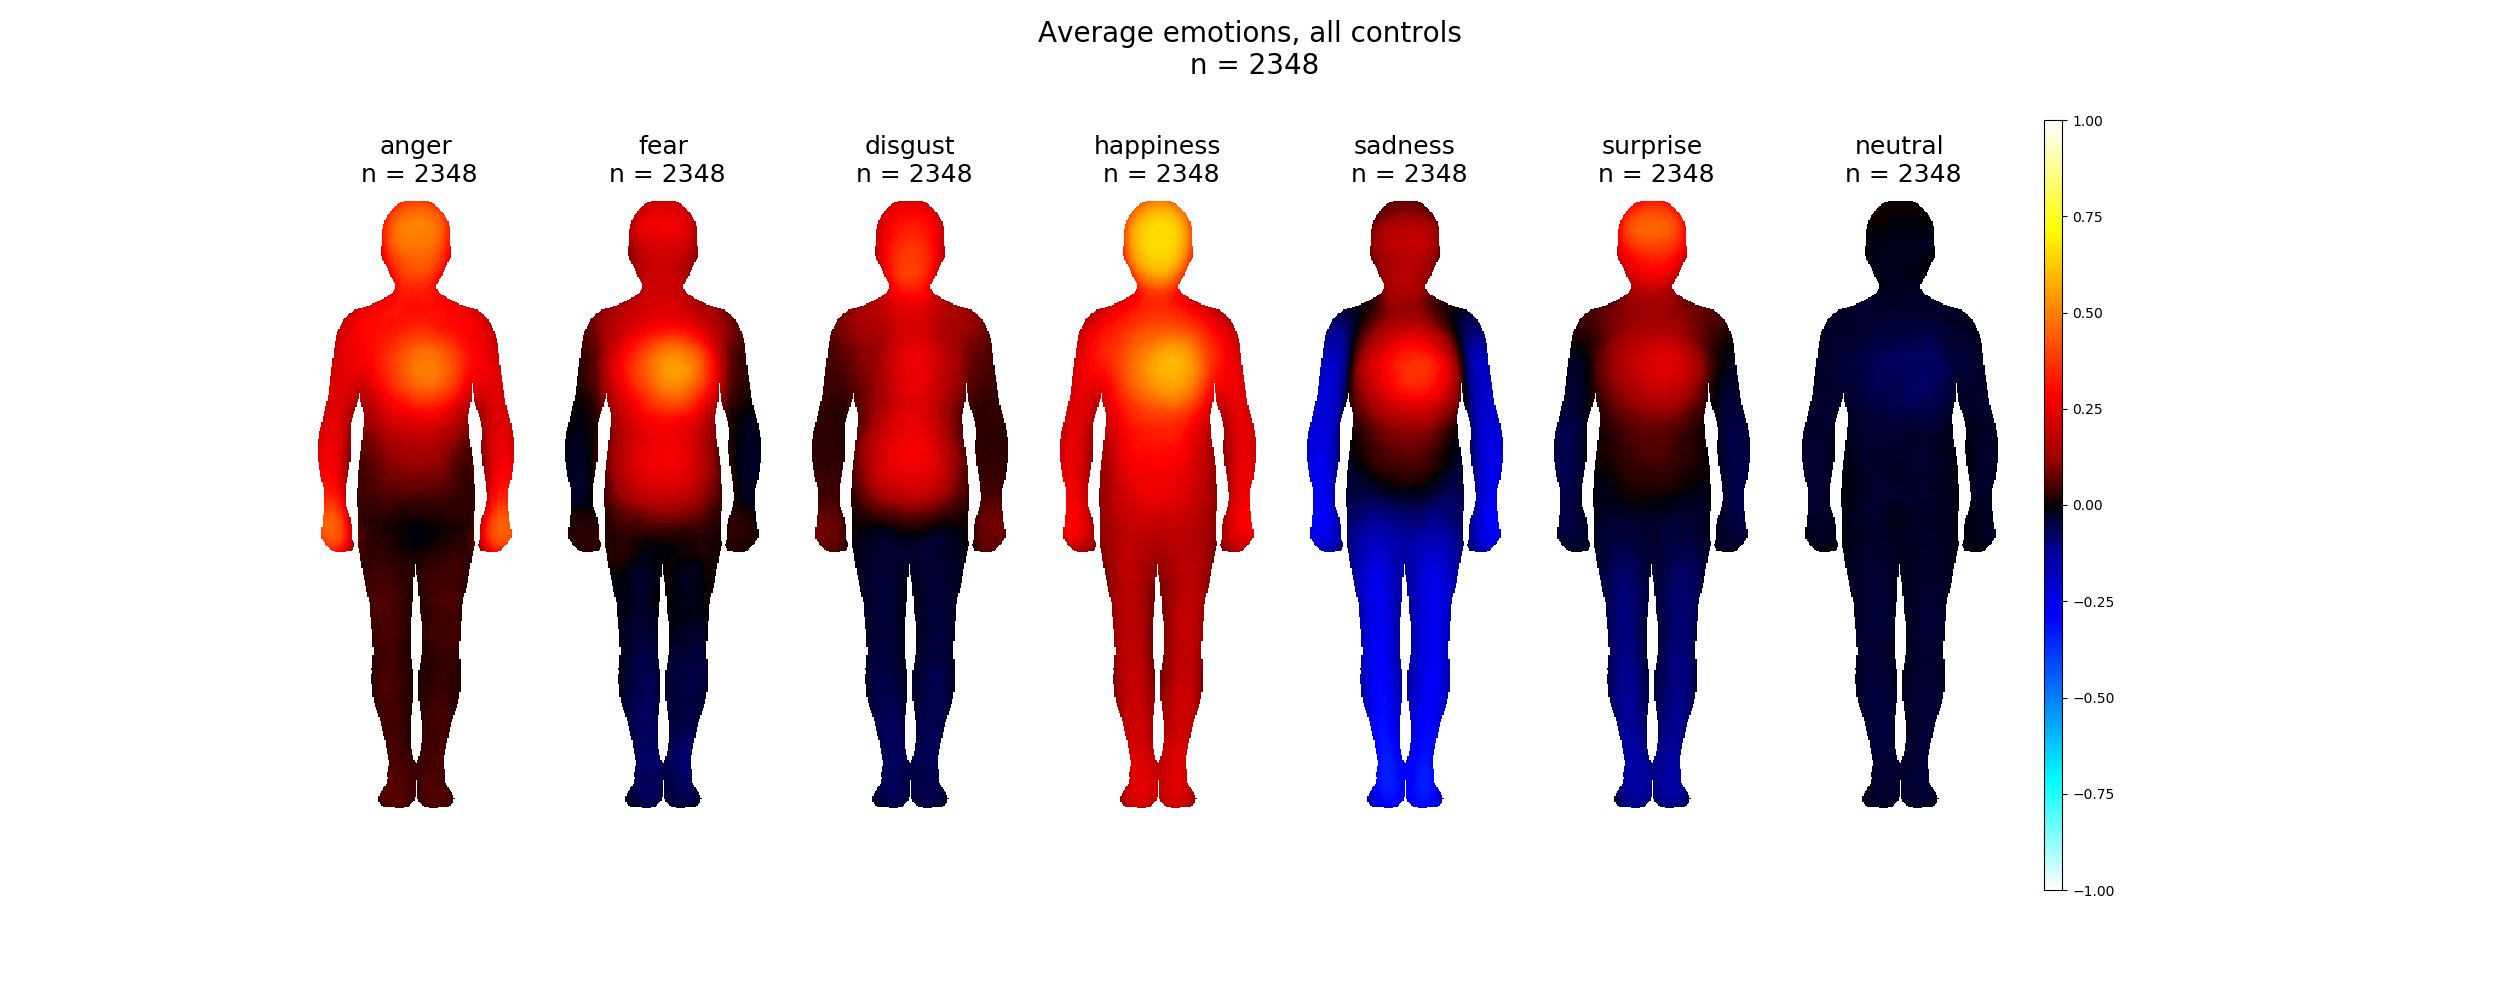 Average emotions, all controls
n = 2348
anger
n = 2348
fear
n = 2348
disgust
n = 2348
happiness
n = 2348
sadness
n = 2348
surprise
n = 2348
neutral
n = 2348
1.00
0.75
0.50
0.25
0.00
−0.25
−0.50
−0.75
−1.00